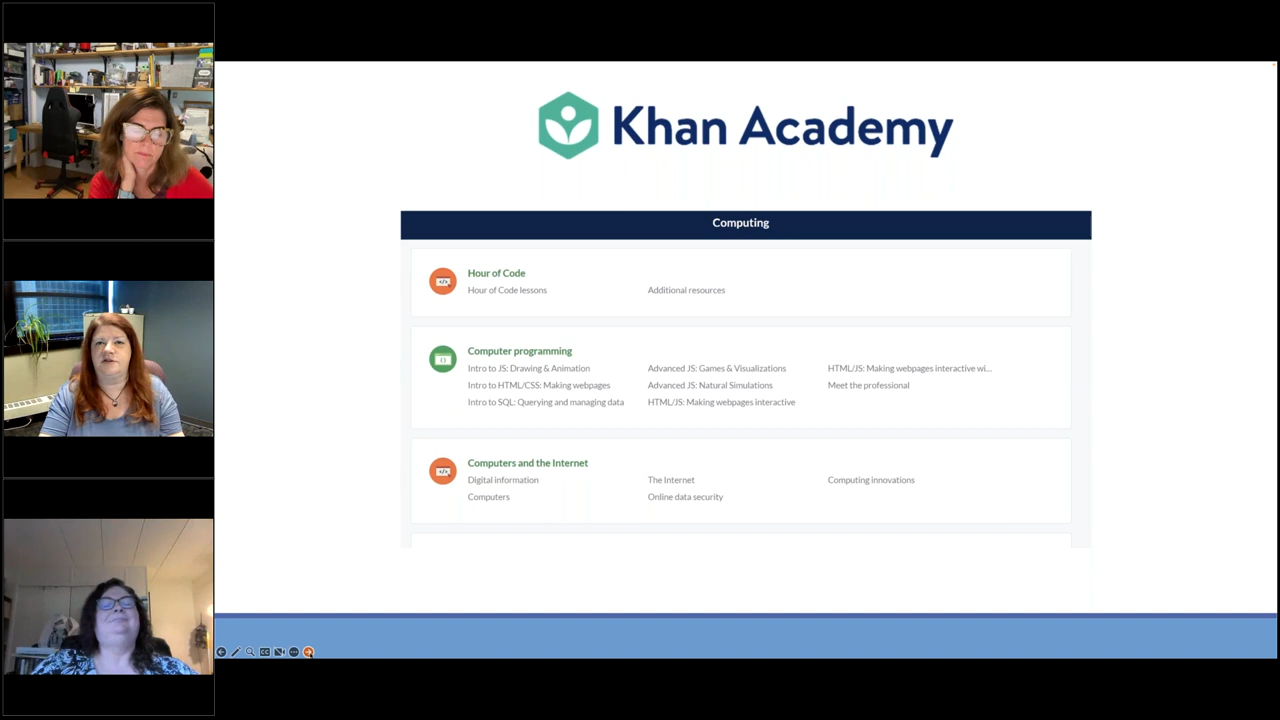 Khan Academy
Computing
Hour of Code
Hour of Code lessons
Additional resources
Computer programming
Intro to JS: Drawing & Animation
Advanced JS: Games & Visualizations
HTML/JS: Making webpages interactive wi...
Intro to HTML/CSS: Making webpages
Advanced JS: Natural Simulations
Meet the professional
Intro to SQL: Querying and managing data
HTML/JS: Making webpages interactive
Computers and the Internet
Digital information
The Internet
Computing innovations
Computers
Online data security